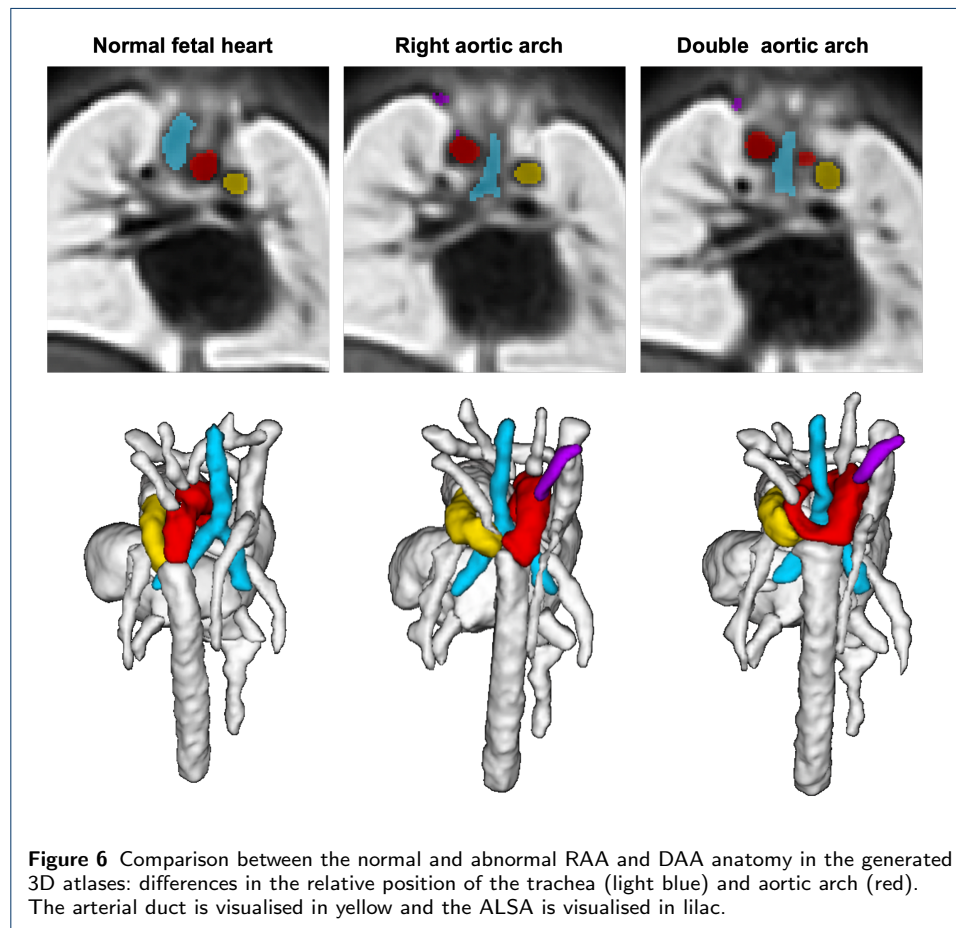 Normal fetal heart
Right aortic arch
Double aortic arch
Figure 6 Comparison between the normal and abnormal RAA and DAA anatomy in the generated
3D atlases: differences in the relative position of the trachea (light blue) and aortic arch (red).
The arterial duct is visualised in yellow and the ALSA is visualised in lilac.